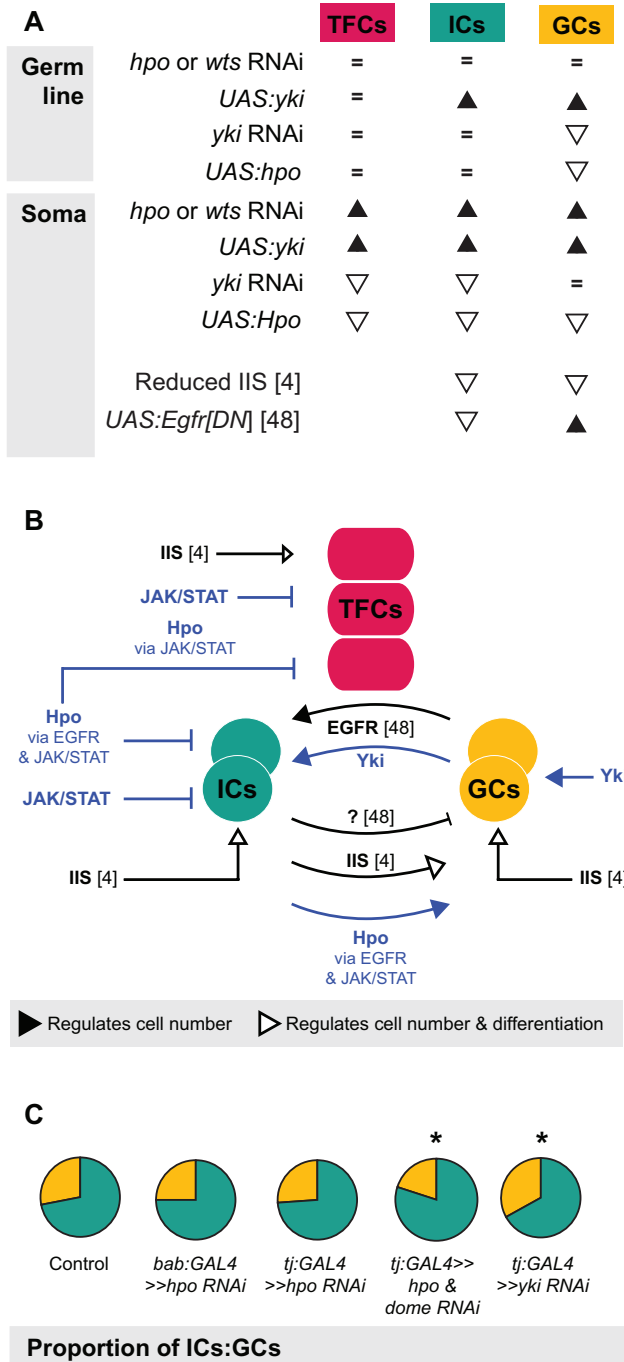 A
TFCs ICs GCs
Germ line
hpo or wts RNAi = = =
UAS:yki = ▲ ▲
yki RNAi = = ▽
UAS:hpo = = ▽
Soma
hpo or wts RNAi ▲ ▲ ▲
UAS:yki ▲ ▲ ▲
yki RNAi ▽ ▽ =
UAS:Hpo ▽ ▽ ▽
Reduced IIS [4] ▽ ▽
UAS:Egfr[DN] [48] ▽ ▲
B
IIS [4]
JAK/STAT
TFCs
Hpo
via JAK/STAT
Hpo
via EGFR
& JAK/STAT
EGFR [48]
Yki
Yk
JAK/STAT
ICs
GCs
? [48]
IIS [4]
IIS [4]
IIS [4
Hpo
via EGFR
& JAK/STAT
Regulates cell number
Regulates cell number & differentiation
C
* *
Control
bab:GAL4
>>hpo RNAi
tj:GAL4
>>hpo RNAi
tj:GAL4>>
hpo &
dome RNAi
tj:GAL4
>>yki RNAi
Proportion of ICs:GCs